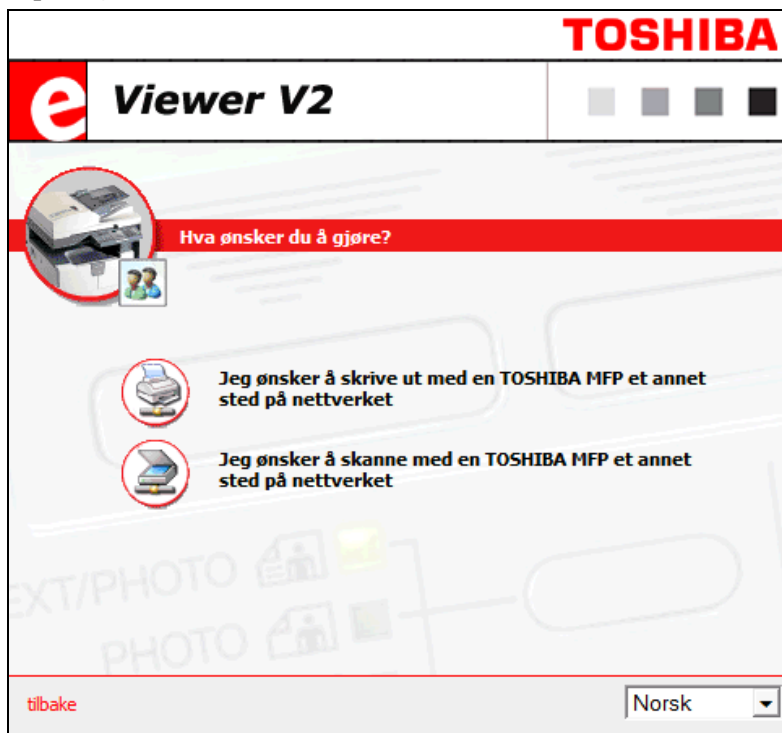 TOSHIBA
e Viewer V2
Hva ønsker du å gjøre?
Jeg ønsker å skrive ut med en TOSHIBA MFP et annet
sted på nettverket
Jeg ønsker å skanne med en TOSHIBA MFP et annet
sted på nettverket
EXT/PHOTO
PHOTO
tilbake
Norsk